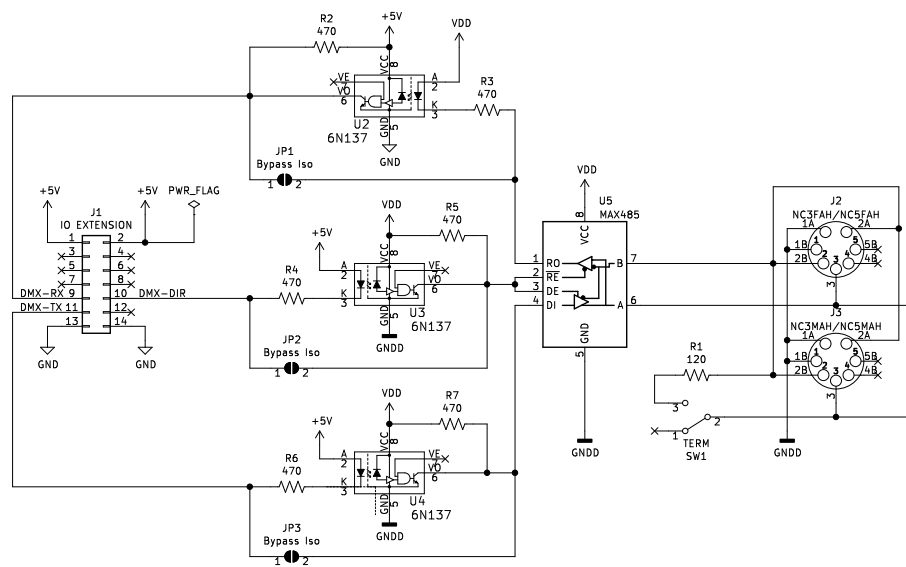 R2
470
+5V
VDD
VCC
8
VE
7
VO
6
A
2
K
3
R3
470
U2
6N137
GND
5
GND
JP1
Bypass Iso
1 2
+5V
+5V
PWR_FLAG
J1
IO EXTENSION
1 2
3 4
5 6
7 8
DMX-RX 9 10 DMX-DIR
DMX-TX 11 12
13 14
GND
GND
VDD
R5
470
+5V
VCC
8
A
2
R4
470
K
3
VE
7
VO
6
U3
6N137
GND
5
GNDD
JP2
Bypass Iso
1 2
VDD
R7
470
+5V
VCC
8
A
2
R6
470
K
3
VE
7
VO
6
U4
6N137
GND
5
GNDD
JP3
Bypass Iso
1 2
VDD
U5
MAX485
8
VCC
1 RO
2 RE
3 DE
4 DI
B 7
A 6
GND
5
GNDD
J2
NC3FAH/NC5FAH
1A 2A
1B 1 5 5B
2B 2 3 4 4B
3
J3
NC3MAH/NC5MAH
1A 2A
1B 1 5 5B
2B 2 3 4 4B
3
R1
120
3
2
1
TERM
SW1
GNDD